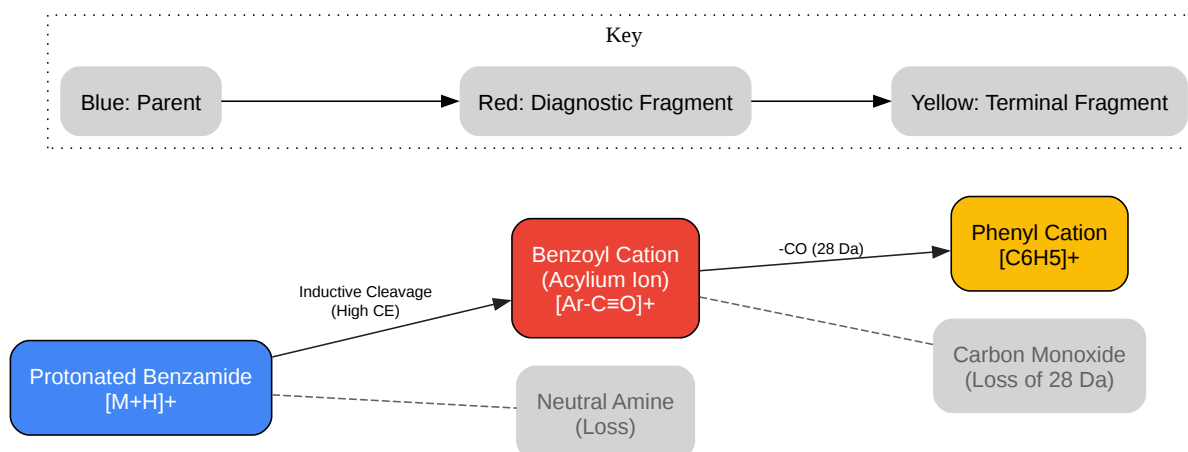 Key
Blue: Parent
Red: Diagnostic Fragment
Yellow: Terminal Fragment
Phenyl Cation
[C6H5]+
-CO (28 Da)
Benzoyl Cation
(Acylium Ion)
[Ar-C≡O]+
Inductive Cleavage
(High CE)
Carbon Monoxide
(Loss of 28 Da)
Protonated Benzamide
[M+H]+
Neutral Amine
(Loss)